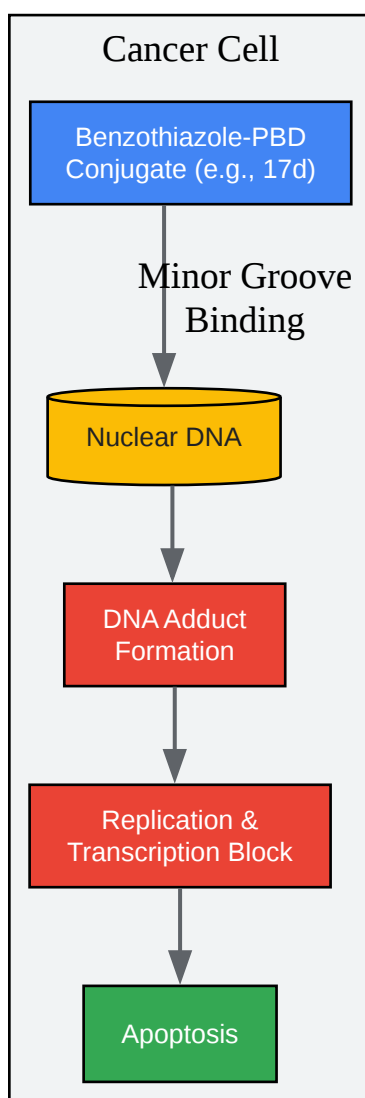 Cancer Cell
Benzothiazole-PBD
Conjugate (e.g., 17d)
Minor Groove
Binding
Nuclear DNA
DNA Adduct
Formation
Replication &
Transcription Block
Apoptosis